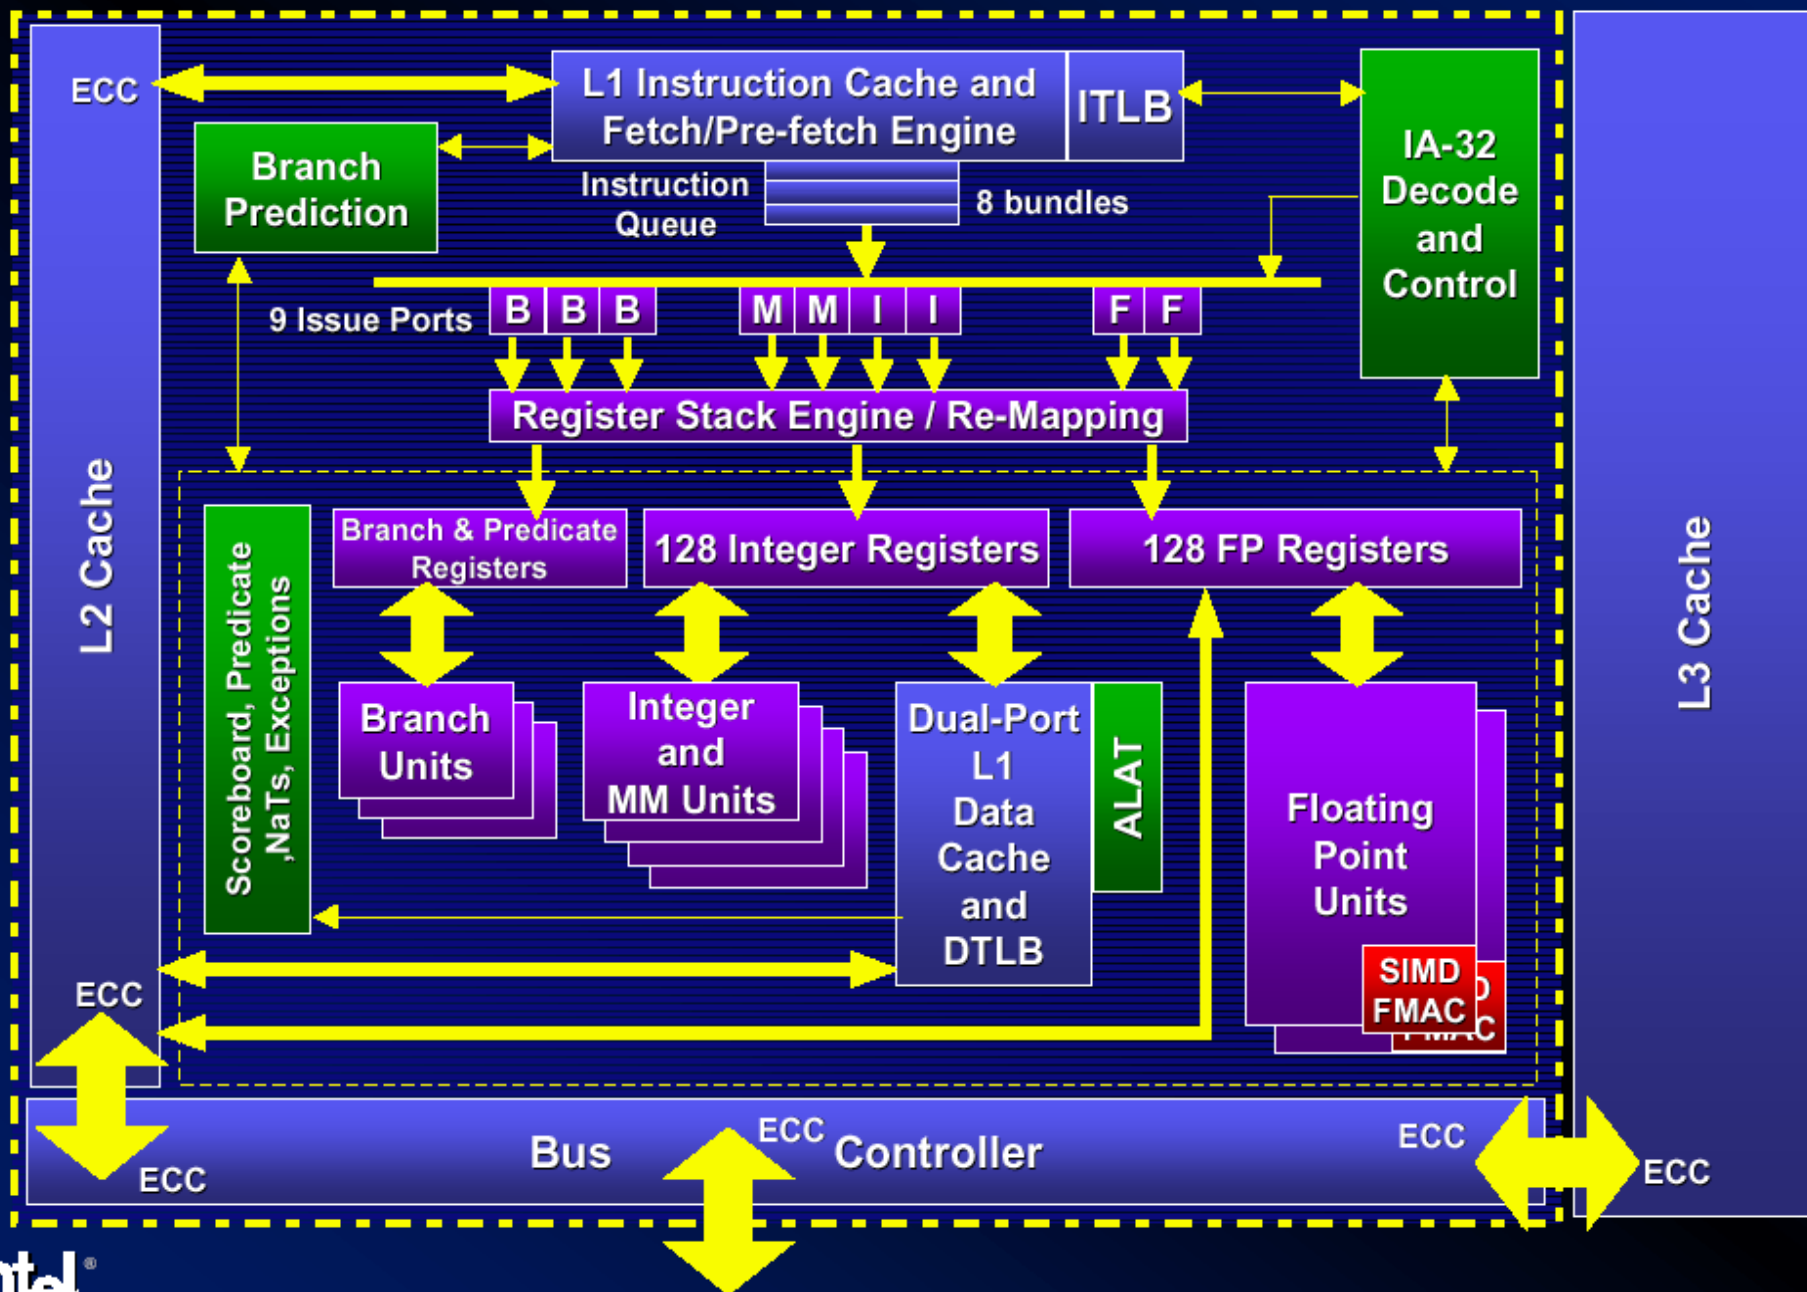 ECC
L1 Instruction Cache and
Fetch/Pre-fetch Engine
ITLB
IA-32
Decode
and
Control
Branch
Prediction
Instruction
Queue
8 bundles
9 Issue Ports
B B B
M M I I
F F
Register Stack Engine / Re-Mapping
L2 Cache
L3 Cache
Scoreboard, Predicate
,NaTs, Exceptions
Branch & Predicate
Registers
128 Integer Registers
128 FP Registers
Branch
Units
Integer
and
MM Units
Dual-Port
L1
Data
Cache
and
DTLB
ALAT
Floating
Point
Units
SIMD
FMAC
ECC
ECC
Bus
ECC
Controller
ECC
ECC